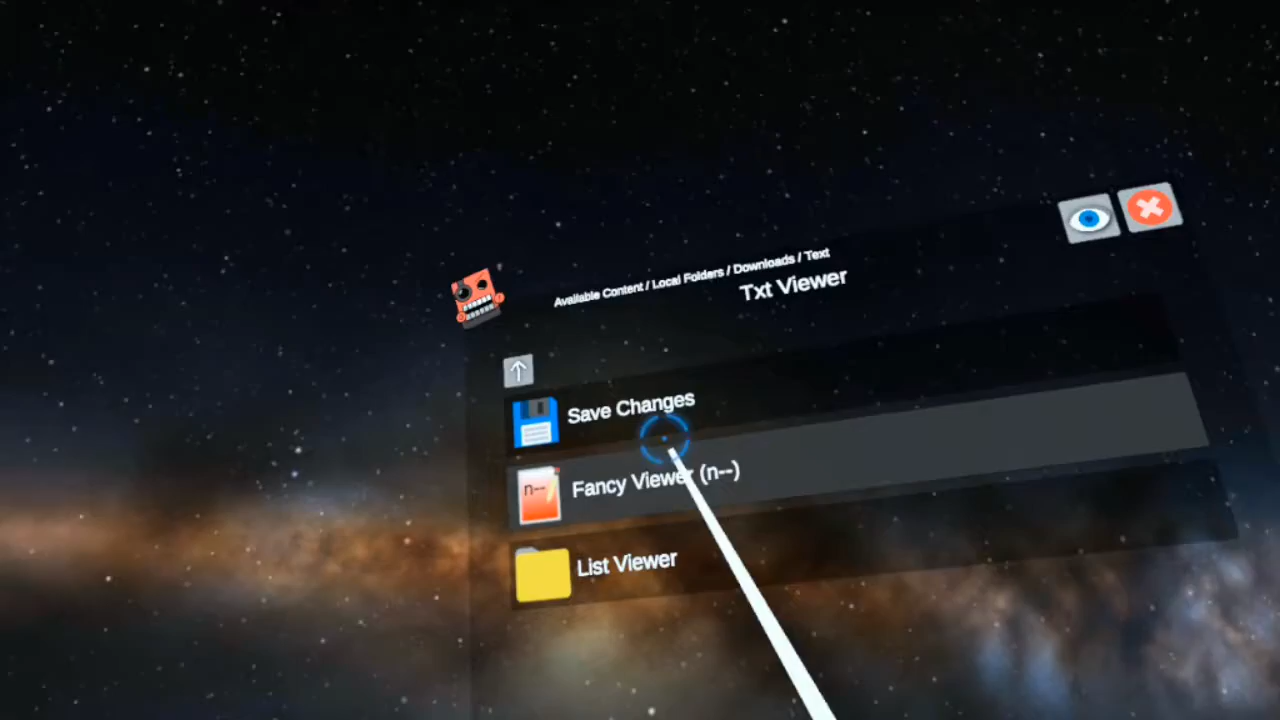 Available Content / Local Folders / Downloads / Text
Txt Viewer
Save Changes
n--
Fancy Viewer (n--)
List Viewer